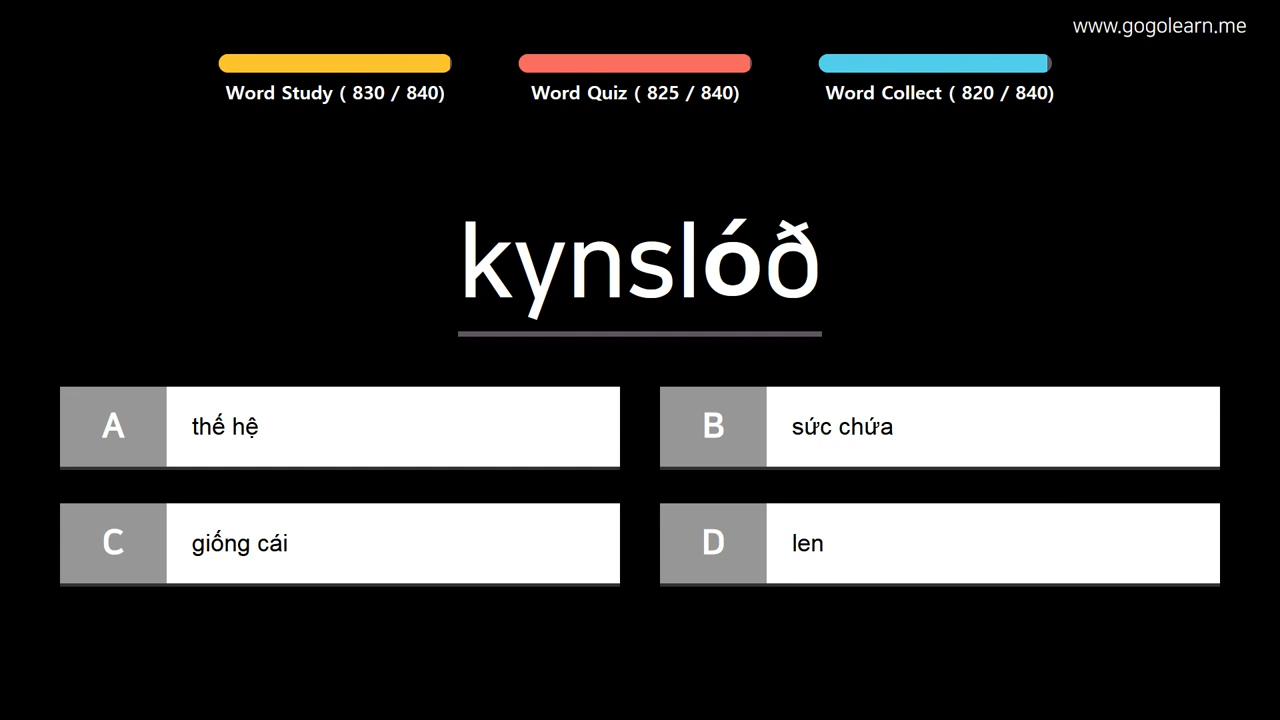 www.gogolearn.me
Word Study ( 830 / 840)
Word Quiz ( 825 / 840)
Word Collect ( 820 / 840)
kynslóð
A thế hệ
B sức chứa
C giống cái
D len